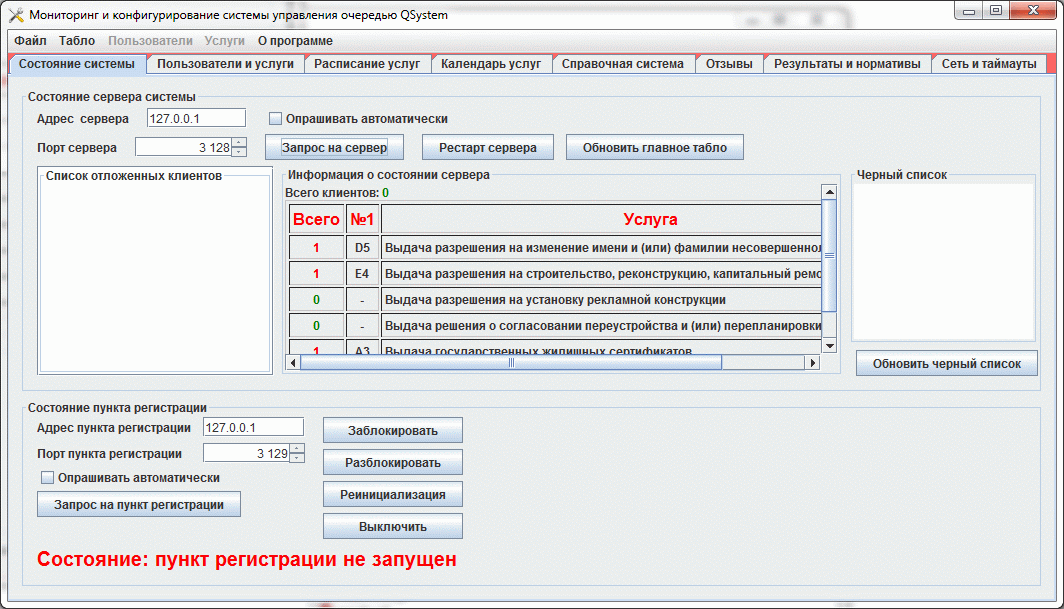 Мониторинг и конфигурирование системы управления очередью QSystem
Файл Табло Пользователи Услуги О программе
Состояние системы Пользователи и услуги Расписание услуг Календарь услуг Справочная система Отзывы Результаты и нормативы Сеть и таймауты
Состояние сервера системы
Адрес сервера 127.0.0.1 Опрашивать автоматически
Порт сервера 3 128 Запрос на сервер Рестарт сервера Обновить главное табло
Список отложенных клиентов Информация о состоянии сервера Черный список
Всего клиентов: 0
Всего №1 Услуга
1 D5 Выдача разрешения на изменение имени и (или) фамилии
1 E4 Выдача разрешения на строительство, реконструкцию, капитальный
0 - Выдача разрешения на установку рекламной конструкции
0 - Выдача решения о согласовании переустройства и (или) перепланировки
1 A3 Выдача государственных жилищных сертификатов
Обновить черный список
Состояние пункта регистрации
Адрес пункта регистрации 127.0.0.1 Заблокировать
Порт пункта регистрации 3 129 Разблокировать
Опрашивать автоматически Реинициализация
Запрос на пункт регистрации Выключить
Состояние: пункт регистрации не запущен